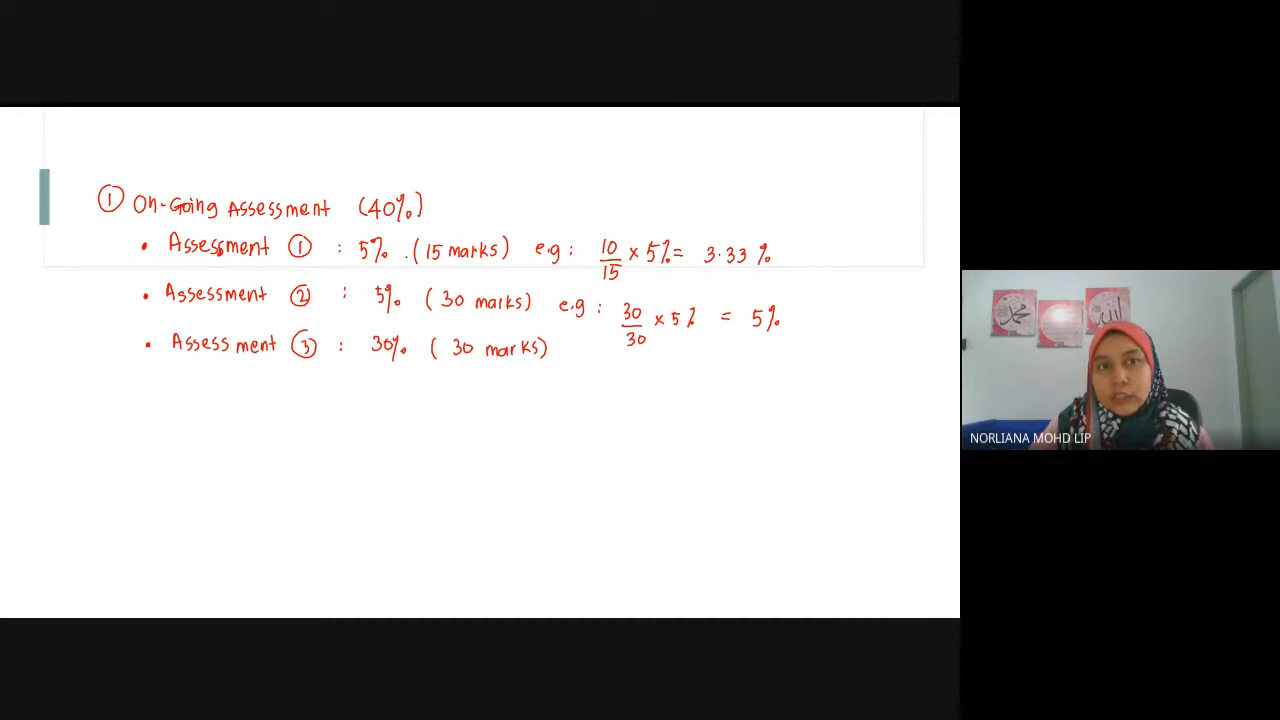 ① On-Going Assessment (40%)
• Assessment ① : 5% . (15 marks) e.g : 10/15 x 5% = 3.33 %
• Assessment ② : 5% (30 marks) e.g : 30/30 x 5% = 5%
• Assessment ③ : 30% (30 marks)
NORLIANA MOHD LIP